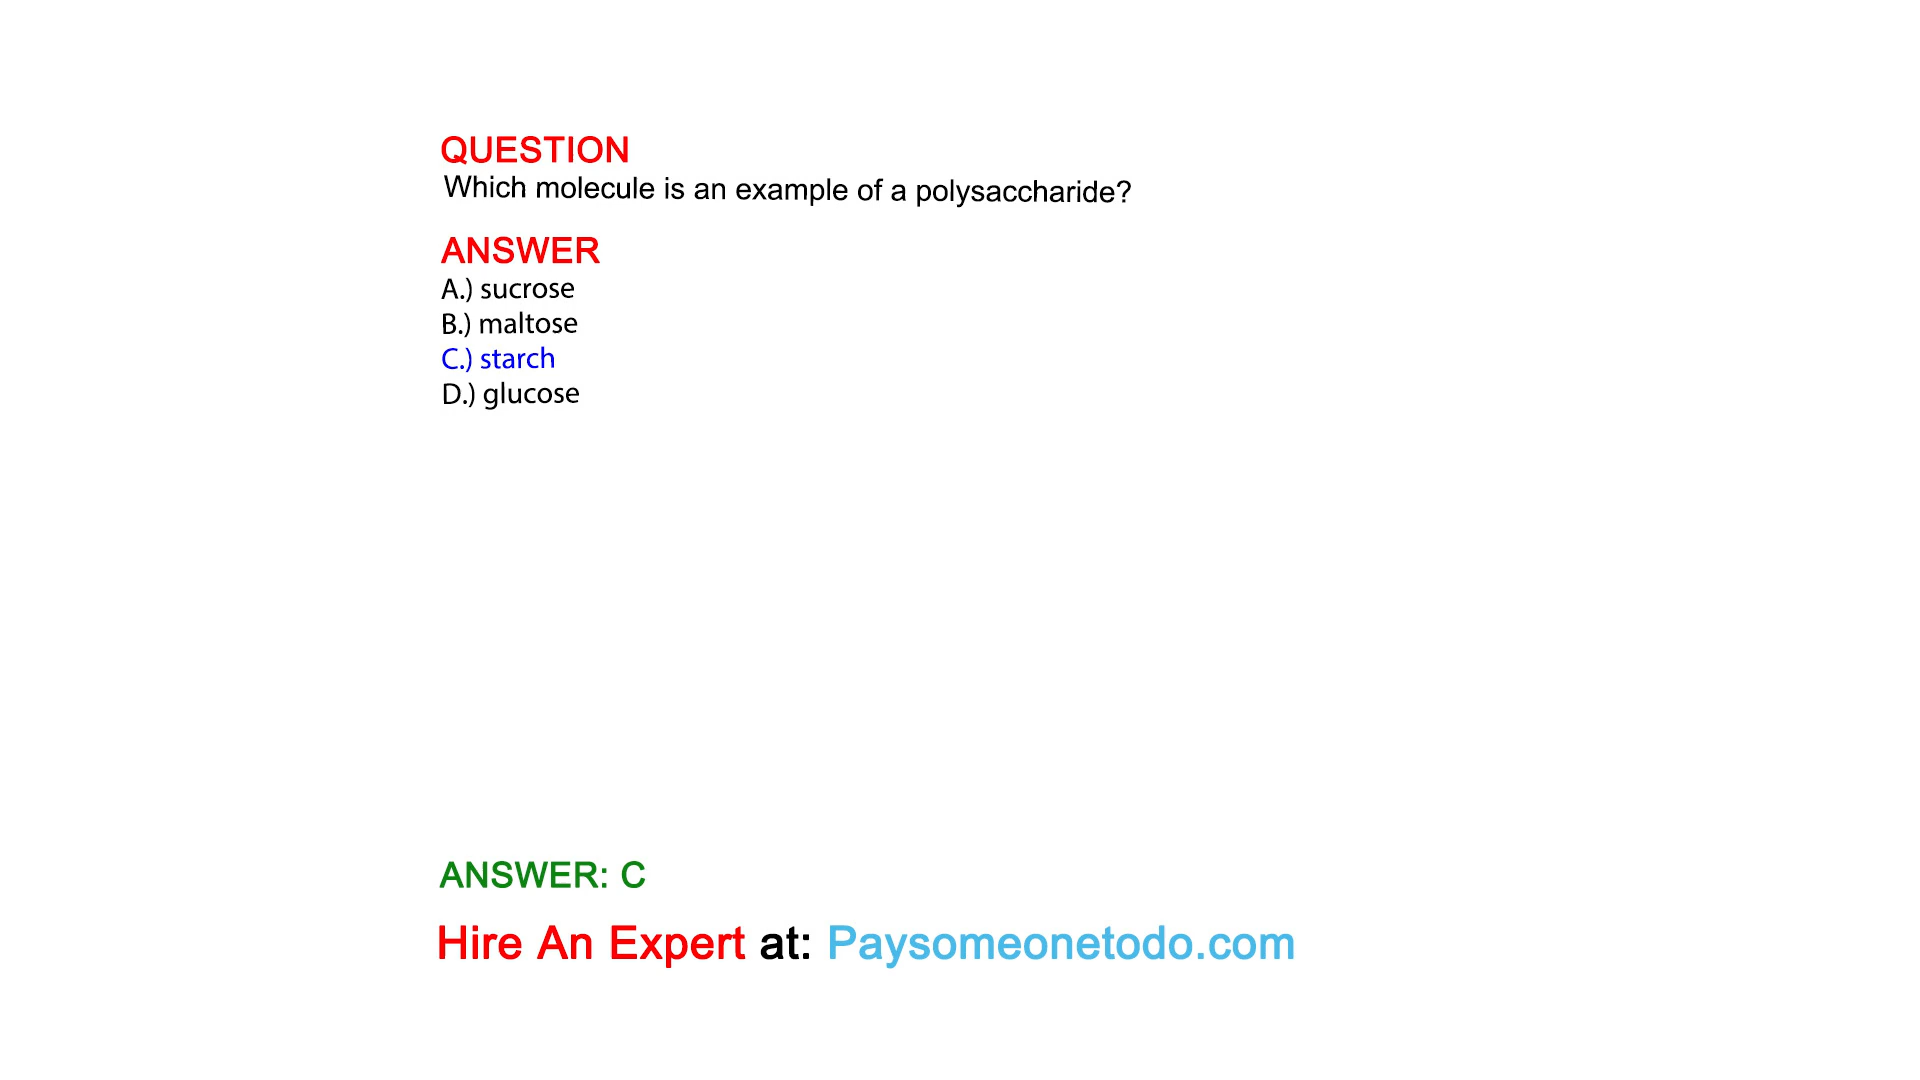 QUESTION
Which molecule is an example of a polysaccharide?
ANSWER
A.) sucrose
B.) maltose
C.) starch
D.) glucose
ANSWER: C
Hire An Expert at: Paysomeonetodo.com